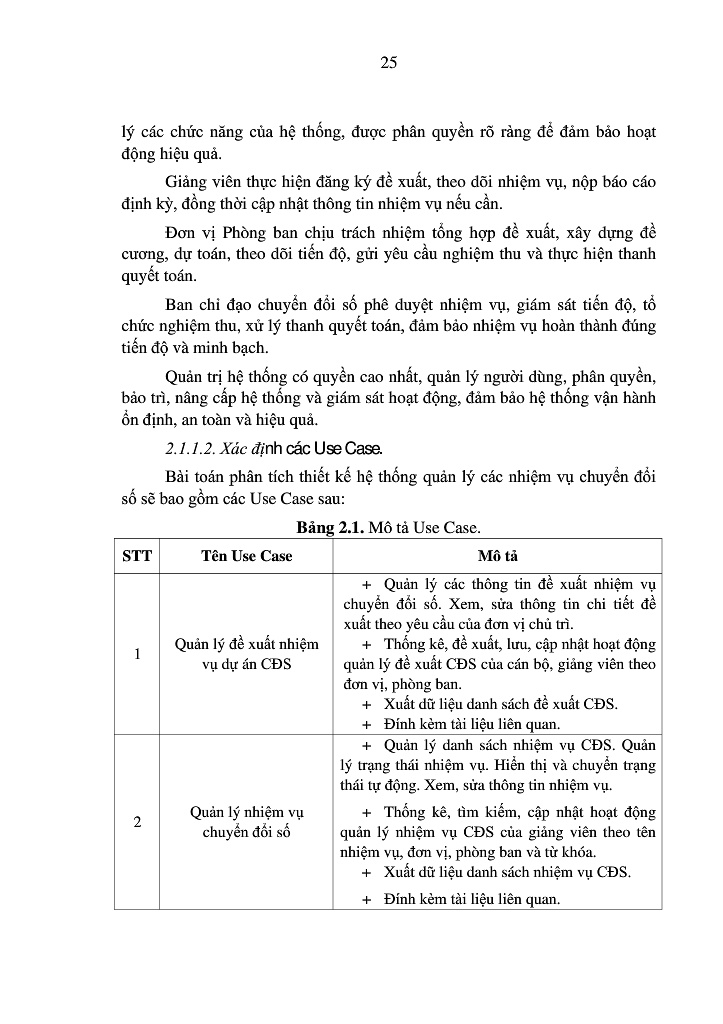 25
lý các chức năng của hệ thống, được phân quyền rõ ràng để đảm bảo hoạt
động hiệu quả.
Giảng viên thực hiện đăng ký đề xuất, theo dõi nhiệm vụ, nộp báo cáo
định kỳ, đồng thời cập nhật thông tin nhiệm vụ nếu cần.
Đơn vị Phòng ban chịu trách nhiệm tổng hợp đề xuất, xây dựng đề
cương, dự toán, theo dõi tiến độ, gửi yêu cầu nghiệm thu và thực hiện thanh
quyết toán.
Ban chỉ đạo chuyển đổi số phê duyệt nhiệm vụ, giám sát tiến độ, tổ
chức nghiệm thu, xử lý thanh quyết toán, đảm bảo nhiệm vụ hoàn thành đúng
tiến độ và minh bạch.
Quản trị hệ thống có quyền cao nhất, quản lý người dùng, phân quyền,
bảo trì, nâng cấp hệ thống và giám sát hoạt động, đảm bảo hệ thống vận hành
ổn định, an toàn và hiệu quả.
2.1.1.2. Xác định các Use Case.
Bài toán phân tích thiết kế hệ thống quản lý các nhiệm vụ chuyển đổi
số sẽ bao gồm các Use Case sau:
Bảng 2.1. Mô tả Use Case.
STT Tên Use Case Mô tả
1
Quản lý đề xuất nhiệm
vụ dự án CĐS
+ Quản lý các thông tin đề xuất nhiệm vụ
chuyển đổi số. Xem, sửa thông tin chi tiết đề
xuất theo yêu cầu của đơn vị chủ trì.
+ Thống kê, đề xuất, lưu, cập nhật hoạt động
quản lý đề xuất CĐS của cán bộ, giảng viên theo
đơn vị, phòng ban.
+ Xuất dữ liệu danh sách đề xuất CĐS.
+ Đính kèm tài liệu liên quan.
2
Quản lý nhiệm vụ
chuyển đổi số
+ Quản lý danh sách nhiệm vụ CĐS. Quản
lý trạng thái nhiệm vụ. Hiển thị và chuyển trạng
thái tự động. Xem, sửa thông tin nhiệm vụ.
+ Thống kê, tìm kiếm, cập nhật hoạt động
quản lý nhiệm vụ CĐS của giảng viên theo tên
nhiệm vụ, đơn vị, phòng ban và từ khóa.
+ Xuất dữ liệu danh sách nhiệm vụ CĐS.
+ Đính kèm tài liệu liên quan.